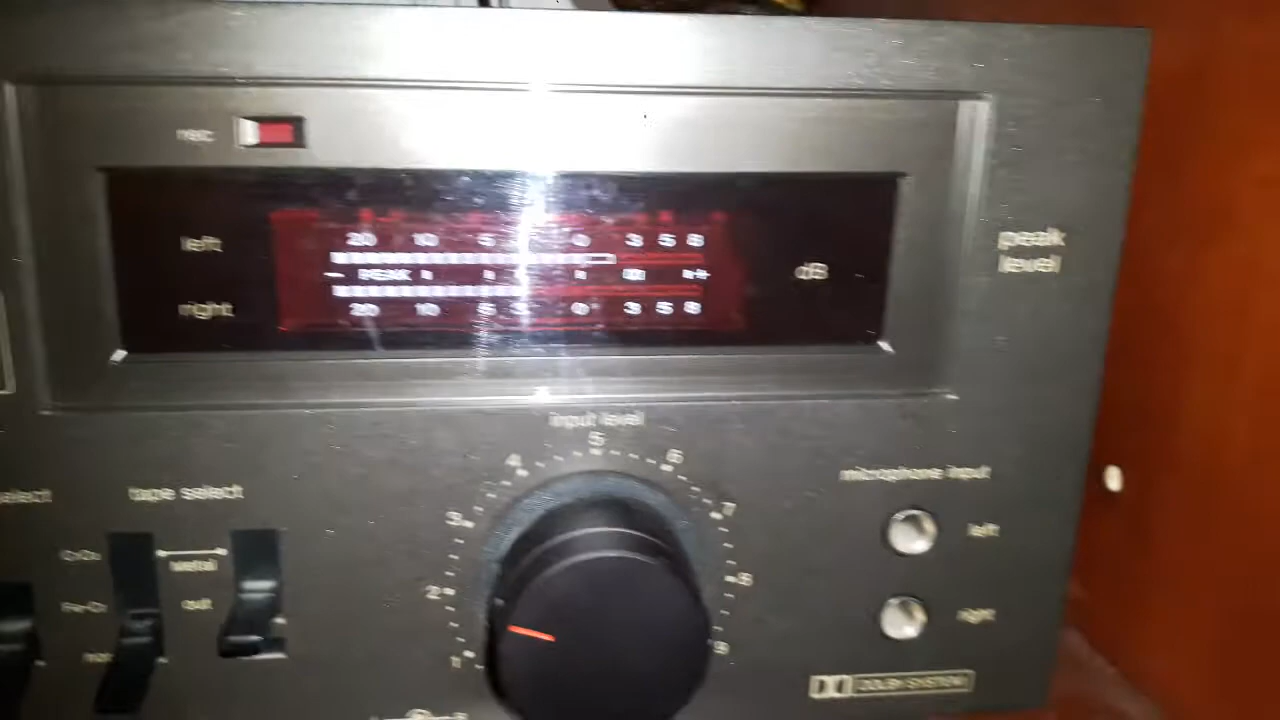 rec
left
20 10 5 0 3 5 8
PEAK
dB
right
20 10 5 3 0 3 5 8
peak
level
input level
1 2 3 4 5 6 7 8 9
tape select
metal
out
microphone input
left
right
DOLBY SYSTEM